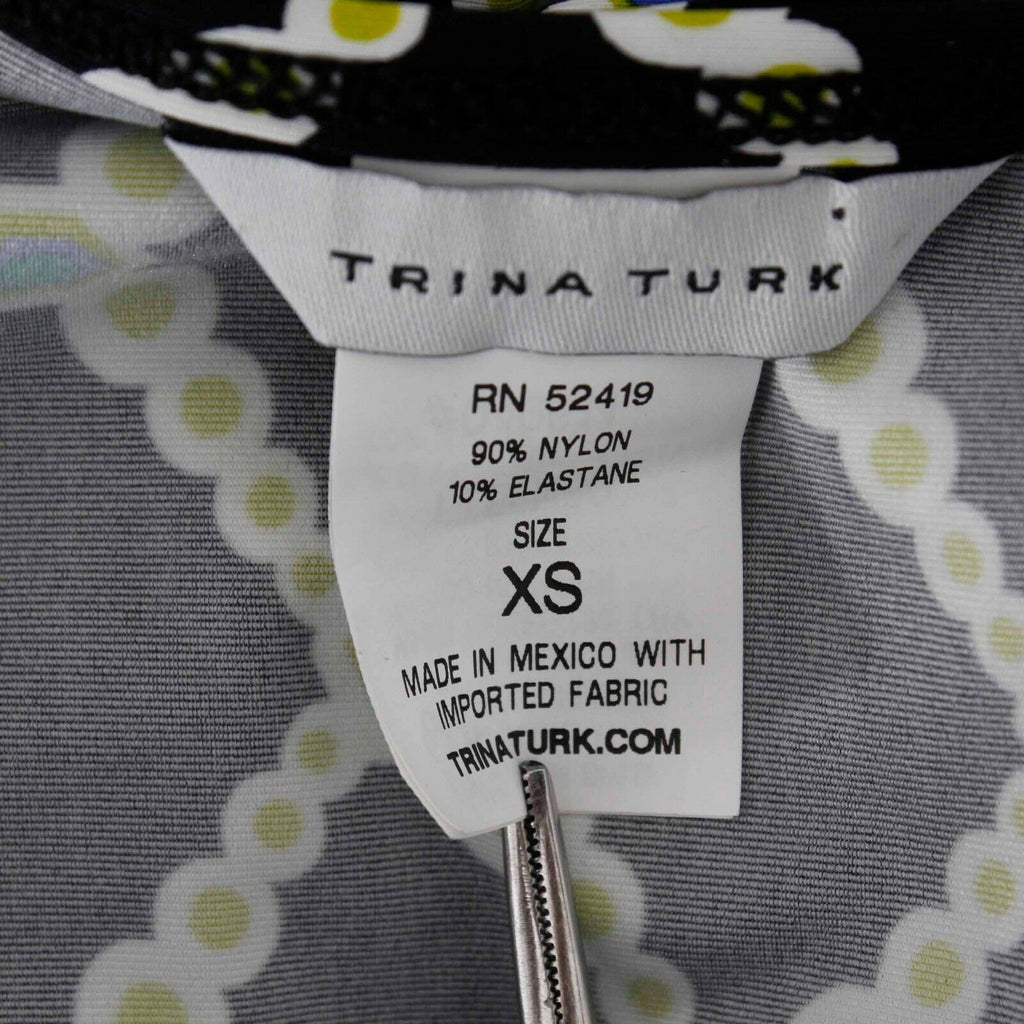 TRINA TURK
RN 52419
90% NYLON
10% ELASTANE
SIZE
XS
MADE IN MEXICO WITH
IMPORTED FABRIC
TRINATURK.COM